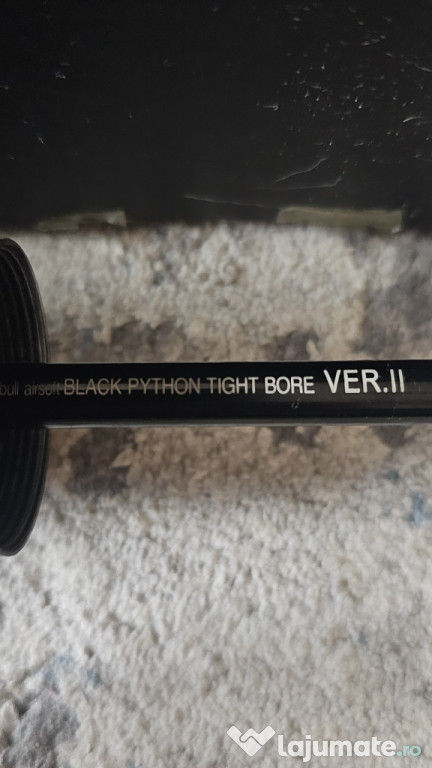 bull airsoft BLACK PYTHON TIGHT BORE VER.II
lajumate.ro